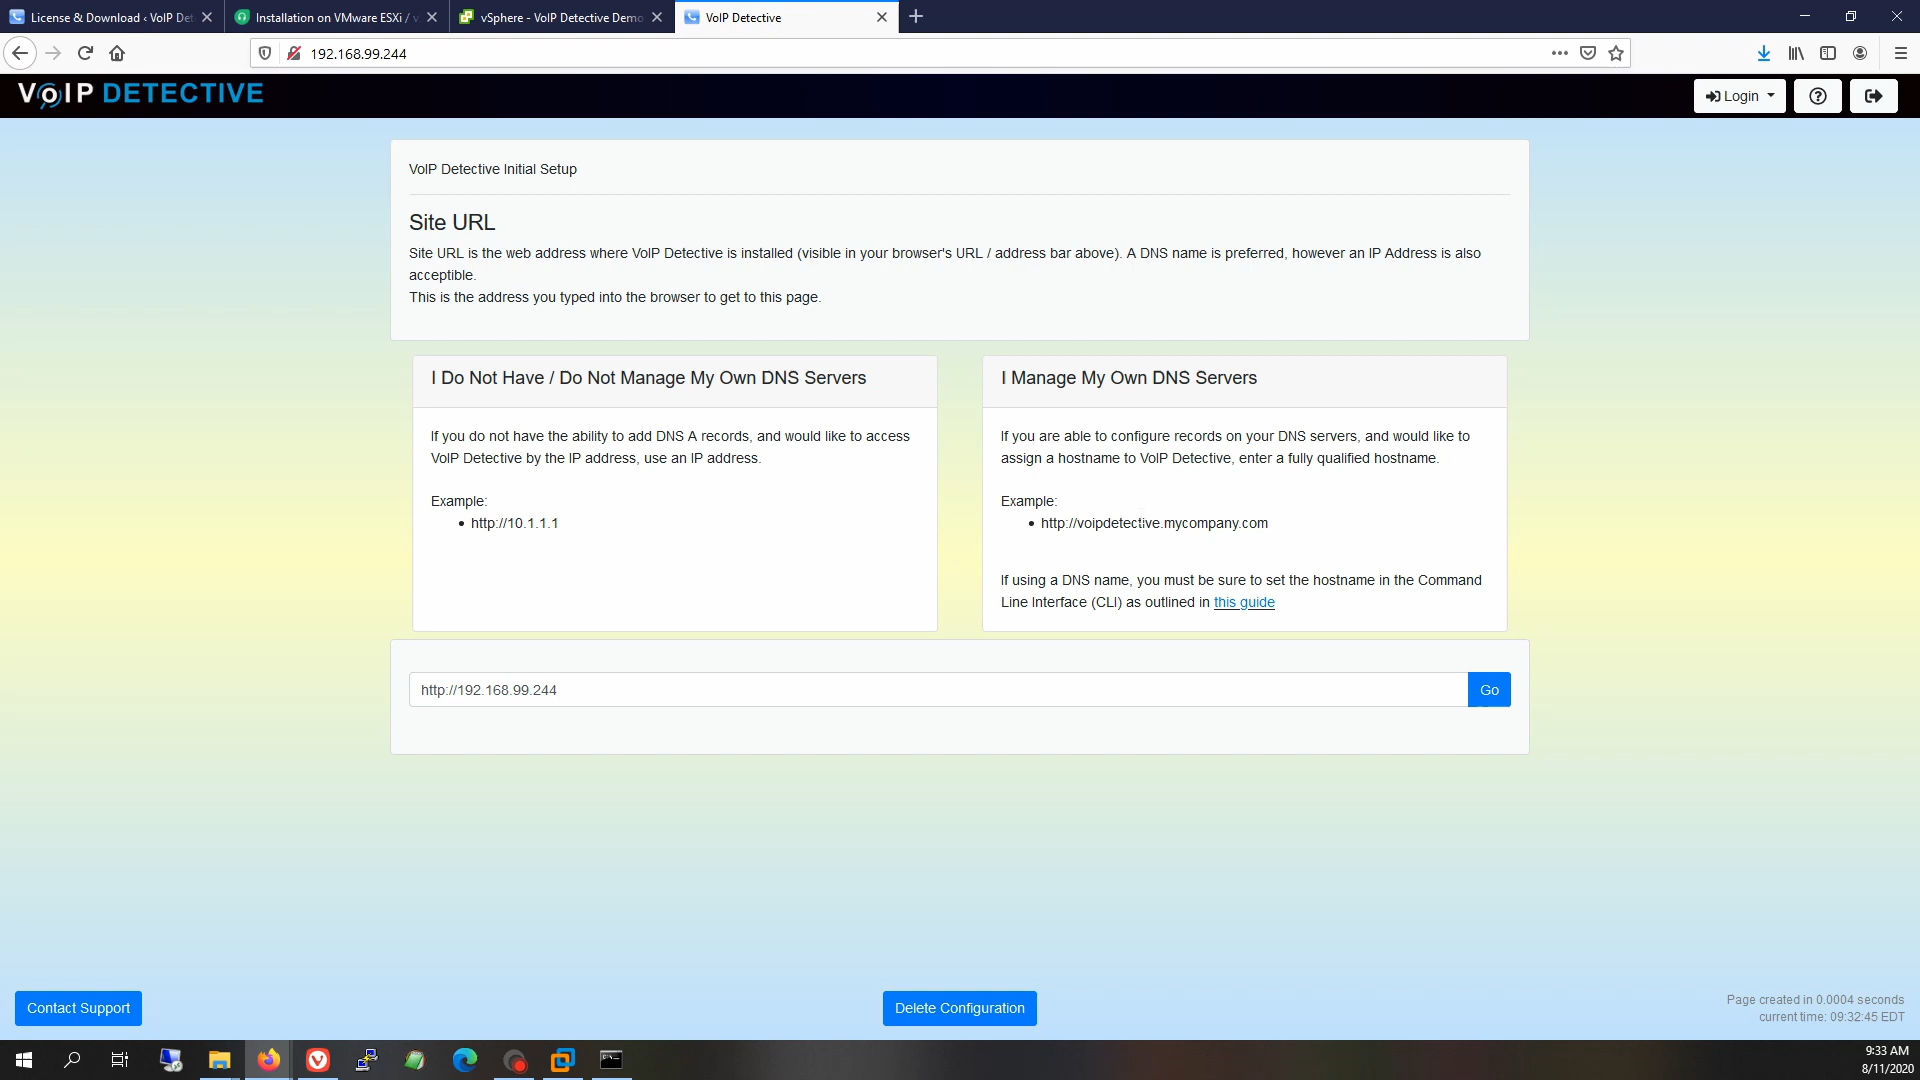 License & Download ‹ VoIP Det
Installation on VMware ESXi / v
vSphere - VoIP Detective Demo
VoIP Detective
192.168.99.244
VoIP DETECTIVE
Login
VoIP Detective Initial Setup
Site URL
Site URL is the web address where VoIP Detective is installed (visible in your browser's URL / address bar above). A DNS name is preferred, however an IP Address is also
acceptible.
This is the address you typed into the browser to get to this page.
I Do Not Have / Do Not Manage My Own DNS Servers
If you do not have the ability to add DNS A records, and would like to access
VoIP Detective by the IP address, use an IP address.
Example:
• http://10.1.1.1
I Manage My Own DNS Servers
If you are able to configure records on your DNS servers, and would like to
assign a hostname to VoIP Detective, enter a fully qualified hostname.
Example:
• http://voipdetective.mycompany.com
If using a DNS name, you must be sure to set the hostname in the Command
Line Interface (CLI) as outlined in this guide
http://192.168.99.244
Go
Contact Support
Delete Configuration
Page created in 0.0004 seconds
current time: 09:32:45 EDT
9:33 AM
8/11/2020